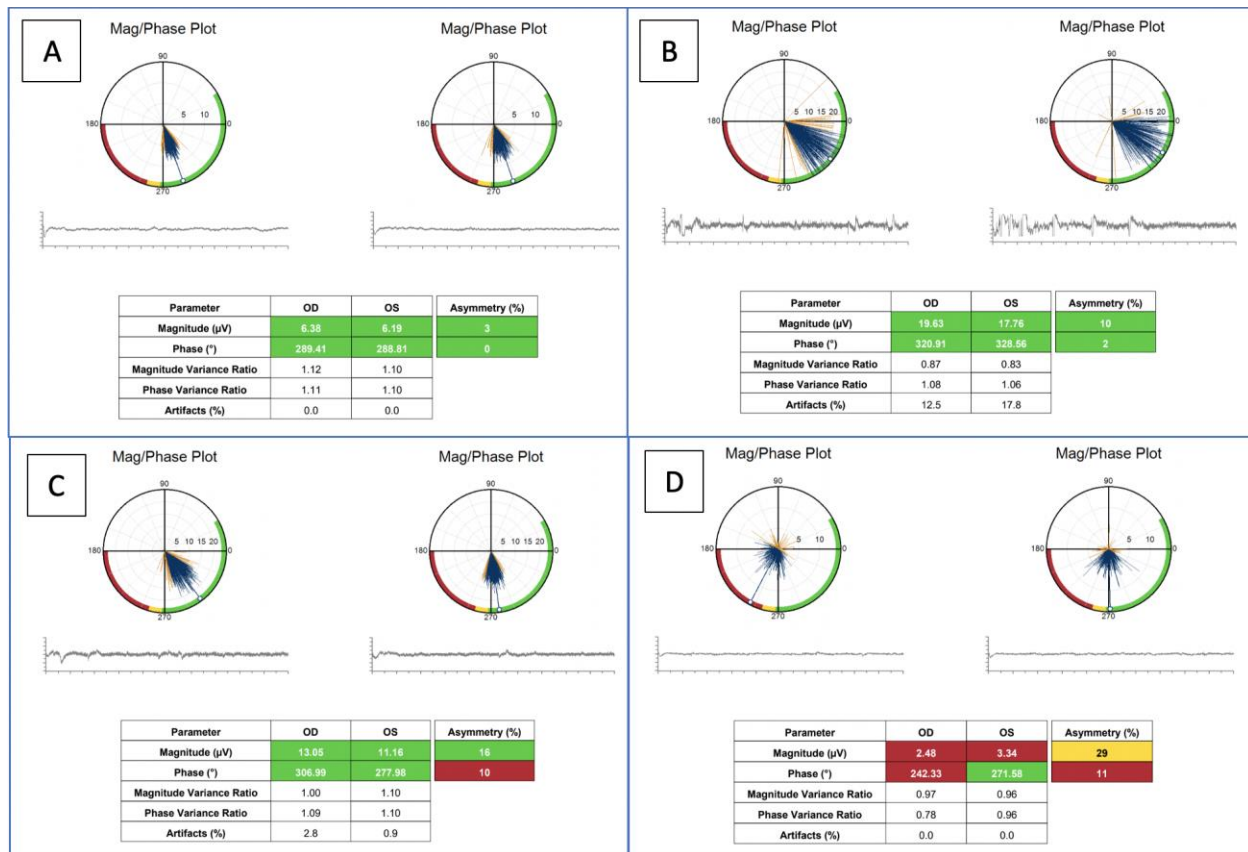 A
Mag/Phase Plot
Mag/Phase Plot
90
180
5 10
0
270
90
180
5 10
0
270
Parameter OD OS Asymmetry (%)
Magnitude (µV) 6.38 6.19 3
Phase (°) 289.41 288.81 0
Magnitude Variance Ratio 1.12 1.10
Phase Variance Ratio 1.11 1.10
Artifacts (%) 0.0 0.0
B
Mag/Phase Plot
Mag/Phase Plot
90
180
5 10 15 20
0
270
90
180
5 10 15 20
0
270
Parameter OD OS Asymmetry (%)
Magnitude (µV) 19.63 17.76 10
Phase (°) 320.91 328.56 2
Magnitude Variance Ratio 0.87 0.83
Phase Variance Ratio 1.08 1.06
Artifacts (%) 12.5 17.8
C
Mag/Phase Plot
Mag/Phase Plot
90
180
5 10 15 20
0
270
90
180
5 10 15 20
0
270
Parameter OD OS Asymmetry (%)
Magnitude (µV) 13.05 11.16 16
Phase (°) 306.99 277.98 10
Magnitude Variance Ratio 1.00 1.10
Phase Variance Ratio 1.09 1.10
Artifacts (%) 2.8 0.9
D
Mag/Phase Plot
Mag/Phase Plot
90
180
5 10
0
270
90
180
5 10
0
270
Parameter OD OS Asymmetry (%)
Magnitude (µV) 2.48 3.34 29
Phase (°) 242.33 271.58 11
Magnitude Variance Ratio 0.97 0.96
Phase Variance Ratio 0.78 0.96
Artifacts (%) 0.0 0.0